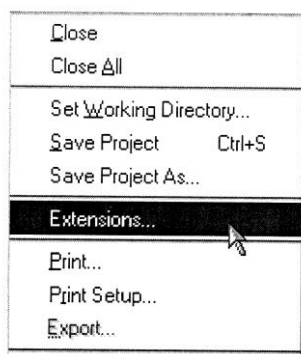 Close
Close All
Set Working Directory...
Save Project Ctrl+S
Save Project As...
Extensions...
Print...
Print Setup...
Export...